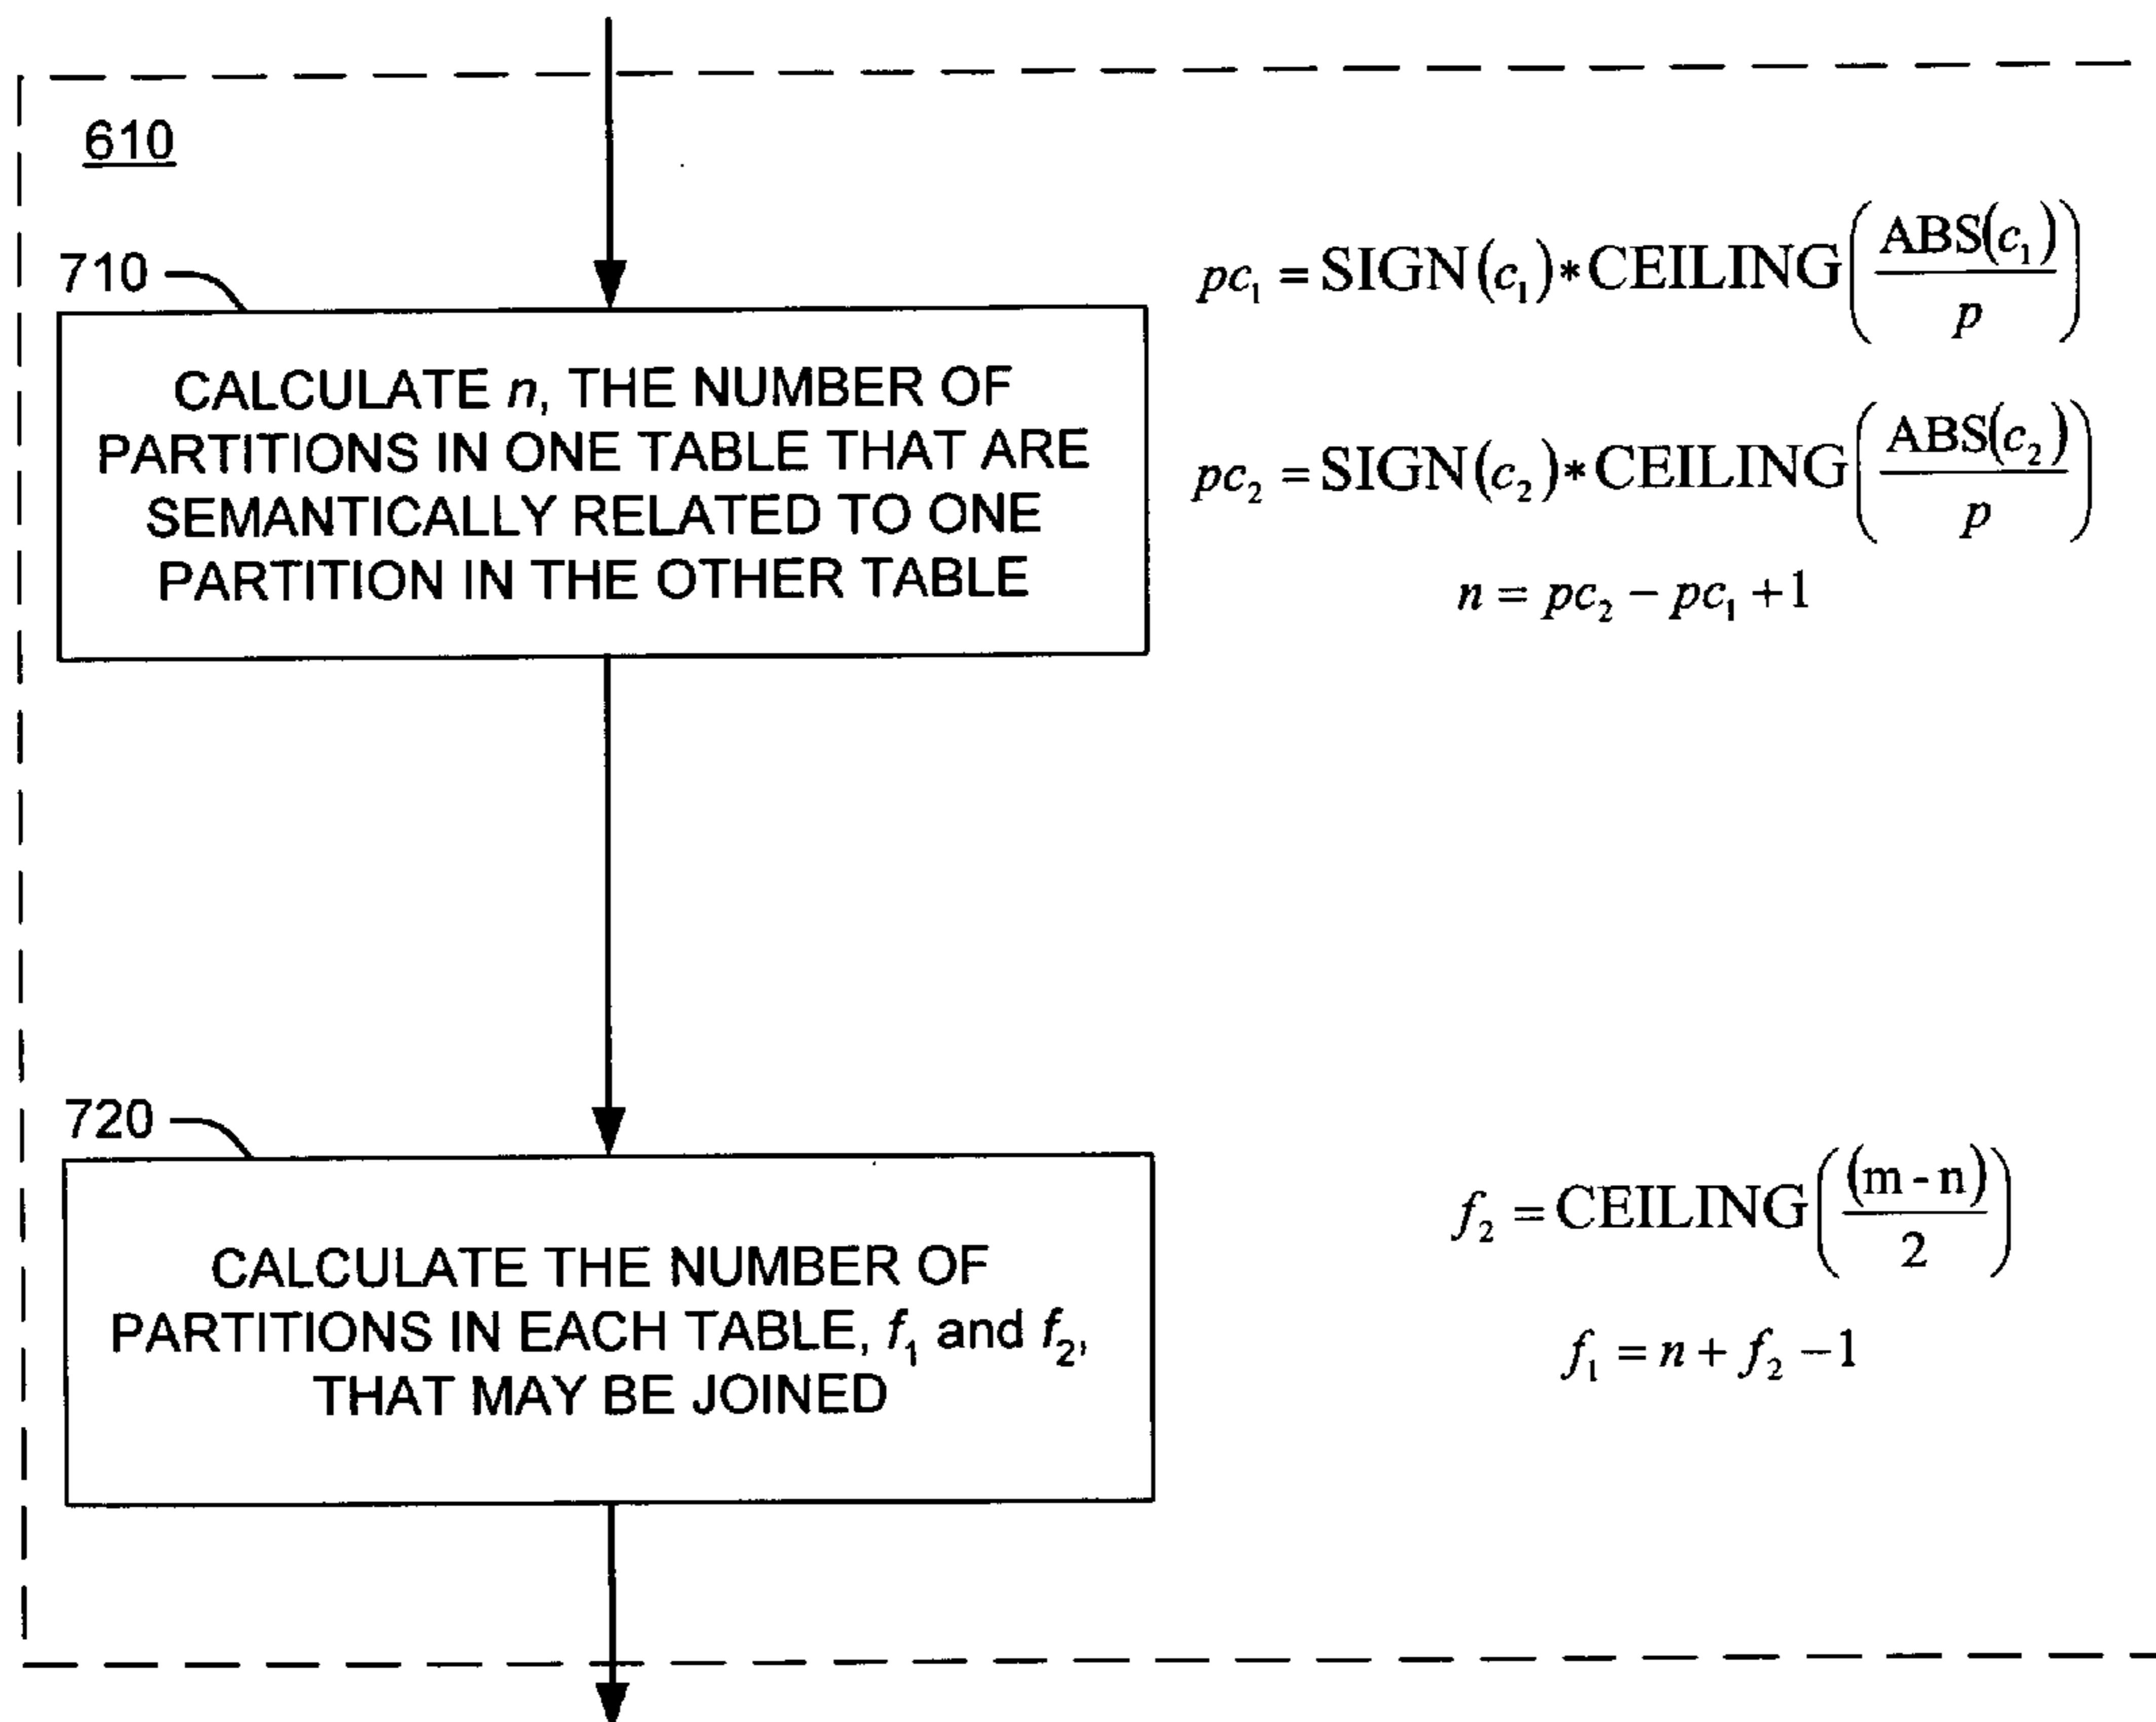 610
710
CALCULATE n, THE NUMBER OF
PARTITIONS IN ONE TABLE THAT ARE
SEMANTICALLY RELATED TO ONE
PARTITION IN THE OTHER TABLE
pc₁ = SIGN(c₁)*CEILING(ABS(c₁)/p)
pc₂ = SIGN(c₂)*CEILING(ABS(c₂)/p)
n = pc₂ − pc₁ + 1
720
CALCULATE THE NUMBER OF
PARTITIONS IN EACH TABLE, f₁ and f₂,
THAT MAY BE JOINED
f₂ = CEILING((m - n)/2)
f₁ = n + f₂ − 1